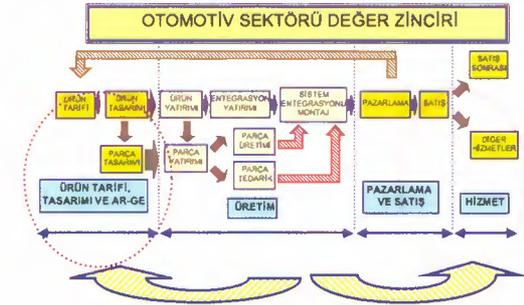 OTOMOTİV SEKTÖRÜ DEĞER ZİNCİRİ
SATIŞ
SONRASI
ÜRÜN
TARİFİ
ÜRÜN
TASARIMI
ÜRÜN
YATIRIMI
ENTEGRASYON
YATIRIMI
SİSTEM
ENTEGRASYONU
MONTAJ
PAZARLAMA
SATIŞ
PARÇA
TASARIMI
PARÇA
YATIRIMI
PARÇA
ÜRETİMİ
PARÇA
TEDARİK
DİĞER
HİZMETLER
ÜRÜN TARİFİ,
TASARIMI VE AR-GE
ÜRETİM
PAZARLAMA
VE SATIŞ
HİZMET